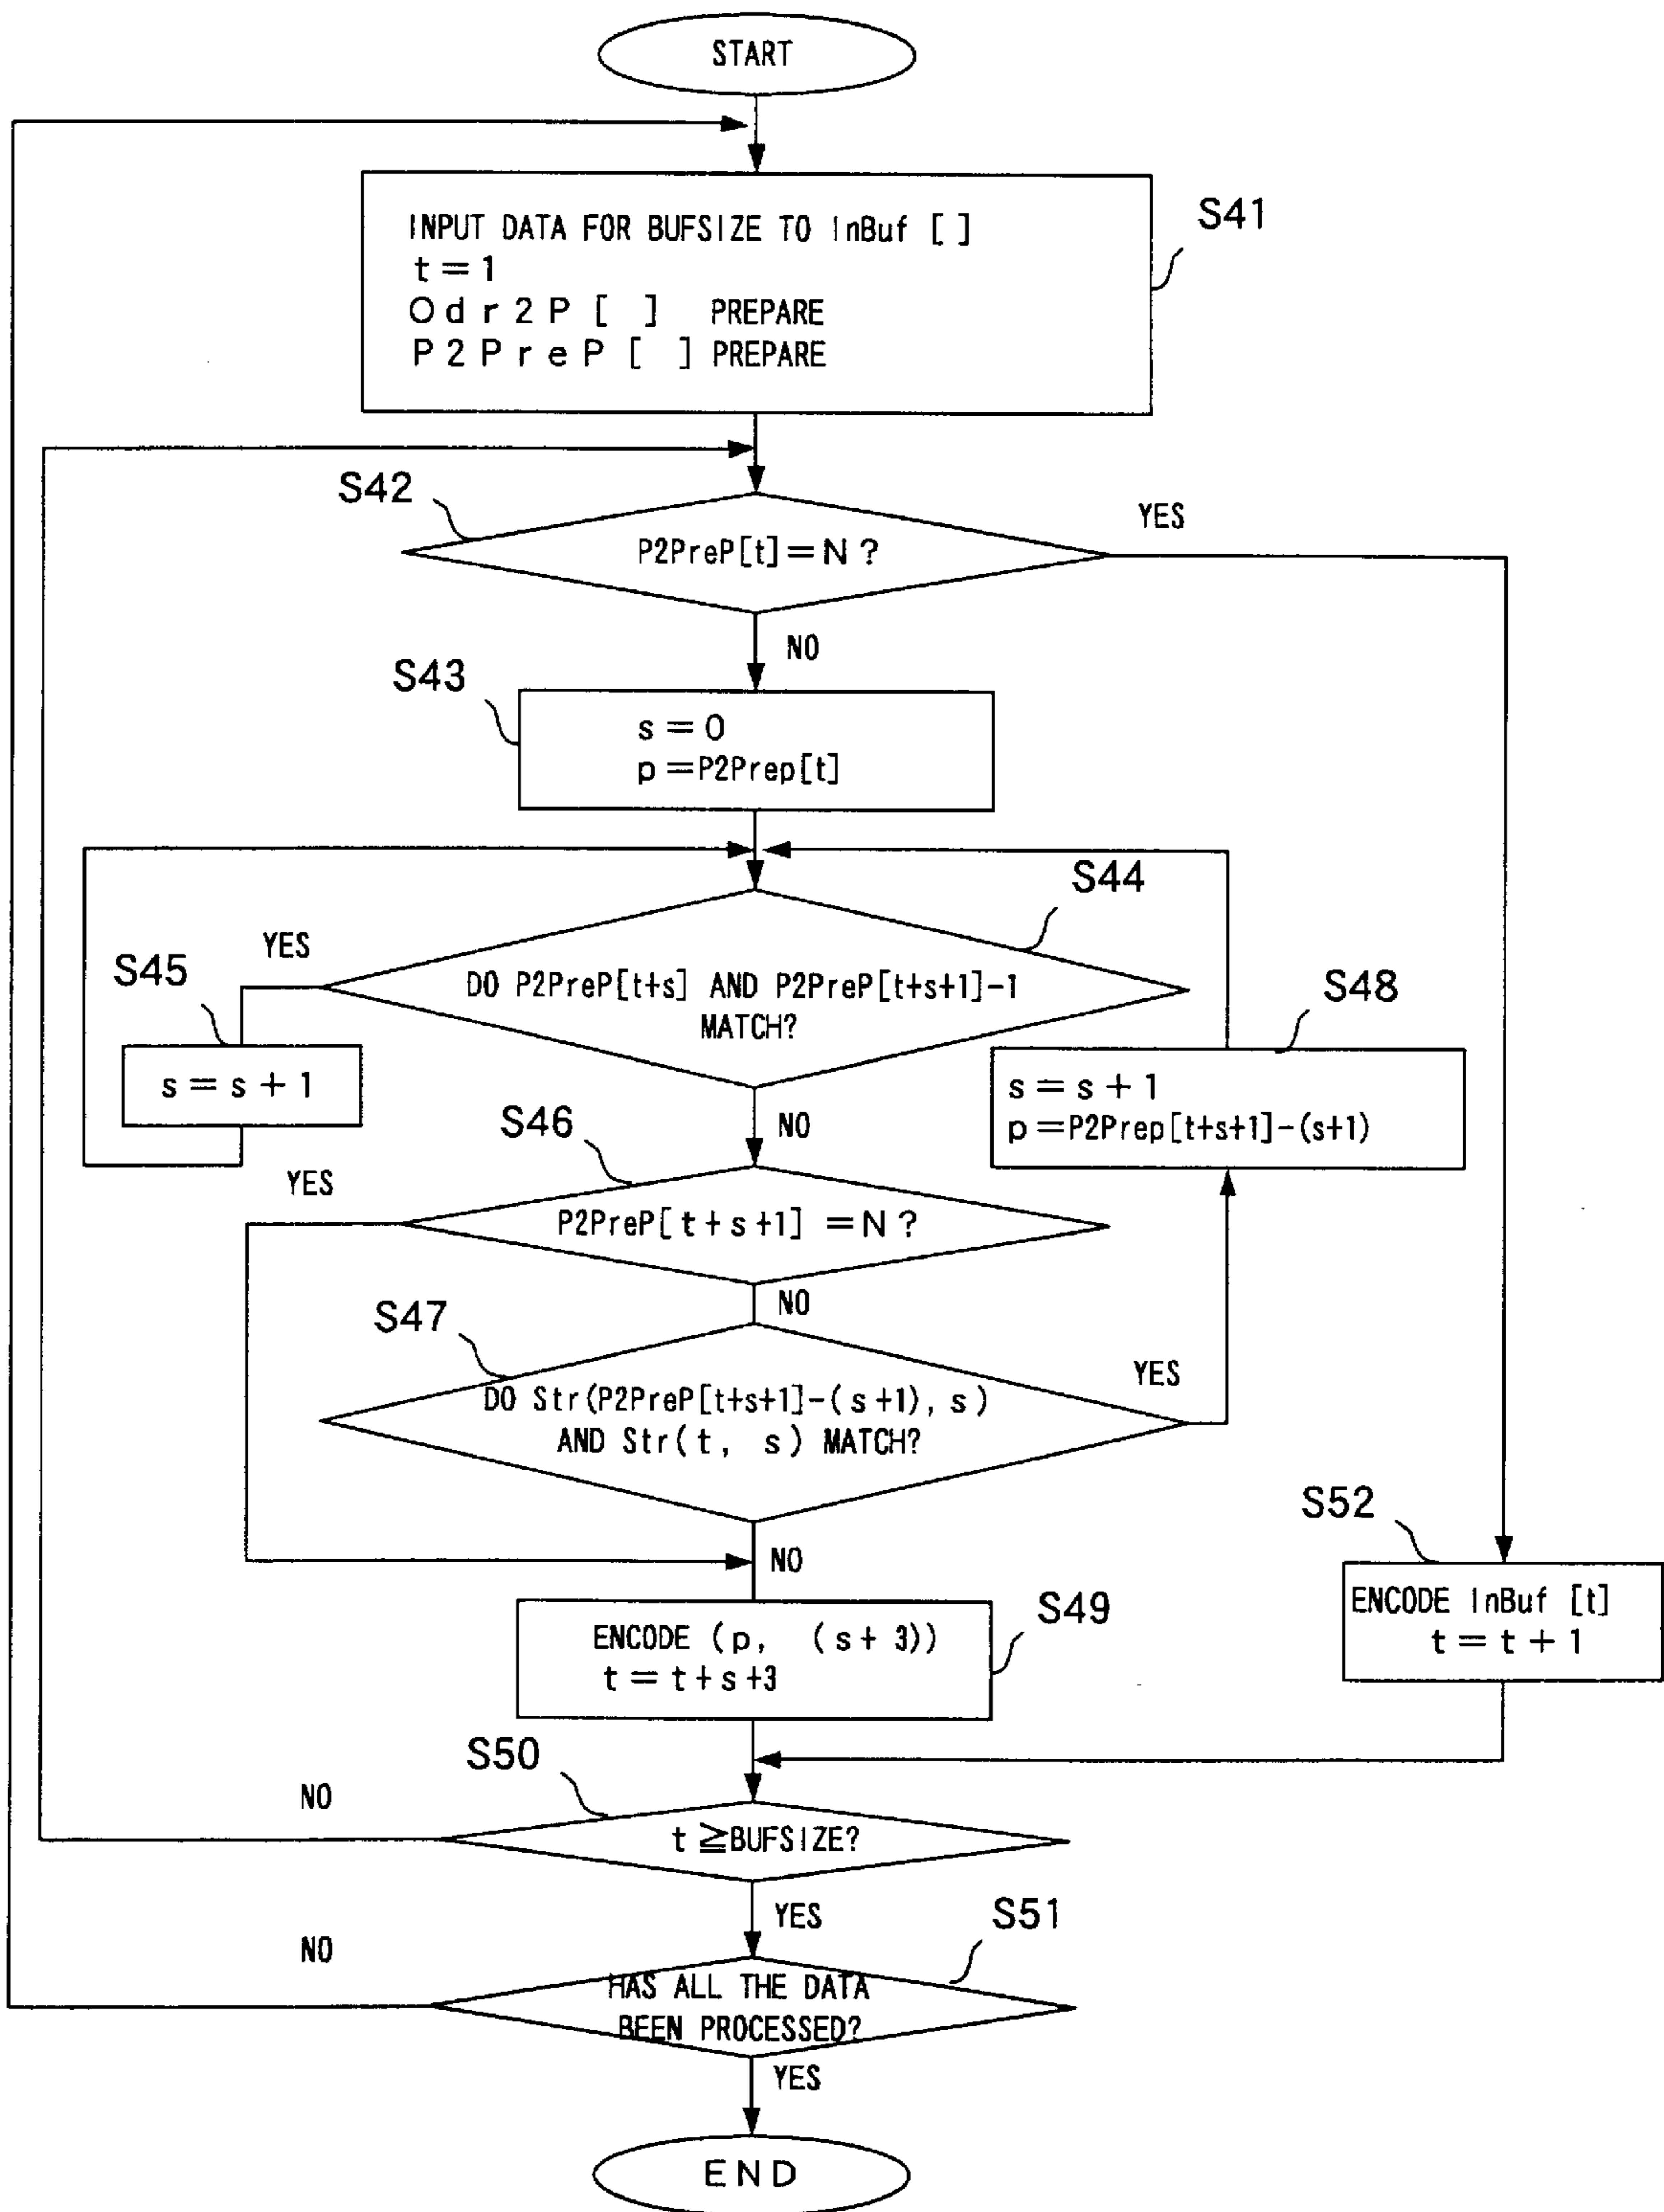 START
INPUT DATA FOR BUFSIZE TO InBuf [ ]
t = 1
Odr2P [ ] PREPARE
P2PreP [ ] PREPARE
S41
S42
P2PreP[t]=N ?
YES
NO
S43
s = 0
p =P2Prep[t]
S44
YES
DO P2PreP[t+s] AND P2PreP[t+s+1]-1
MATCH?
S45
s = s + 1
S48
s = s + 1
p =P2Prep[t+s+1]-(s+1)
NO
S46
YES
P2PreP[ t + s +1] = N ?
NO
S47
DO Str(P2PreP[t+s+1]-(s+1), s)
AND Str(t, s) MATCH?
YES
NO
S49
ENCODE (p, (s+ 3))
t = t + s +3
S52
ENCODE InBuf [t]
t = t + 1
S50
NO
t ≧BUFSIZE?
YES
S51
NO
HAS ALL THE DATA
BEEN PROCESSED?
YES
END